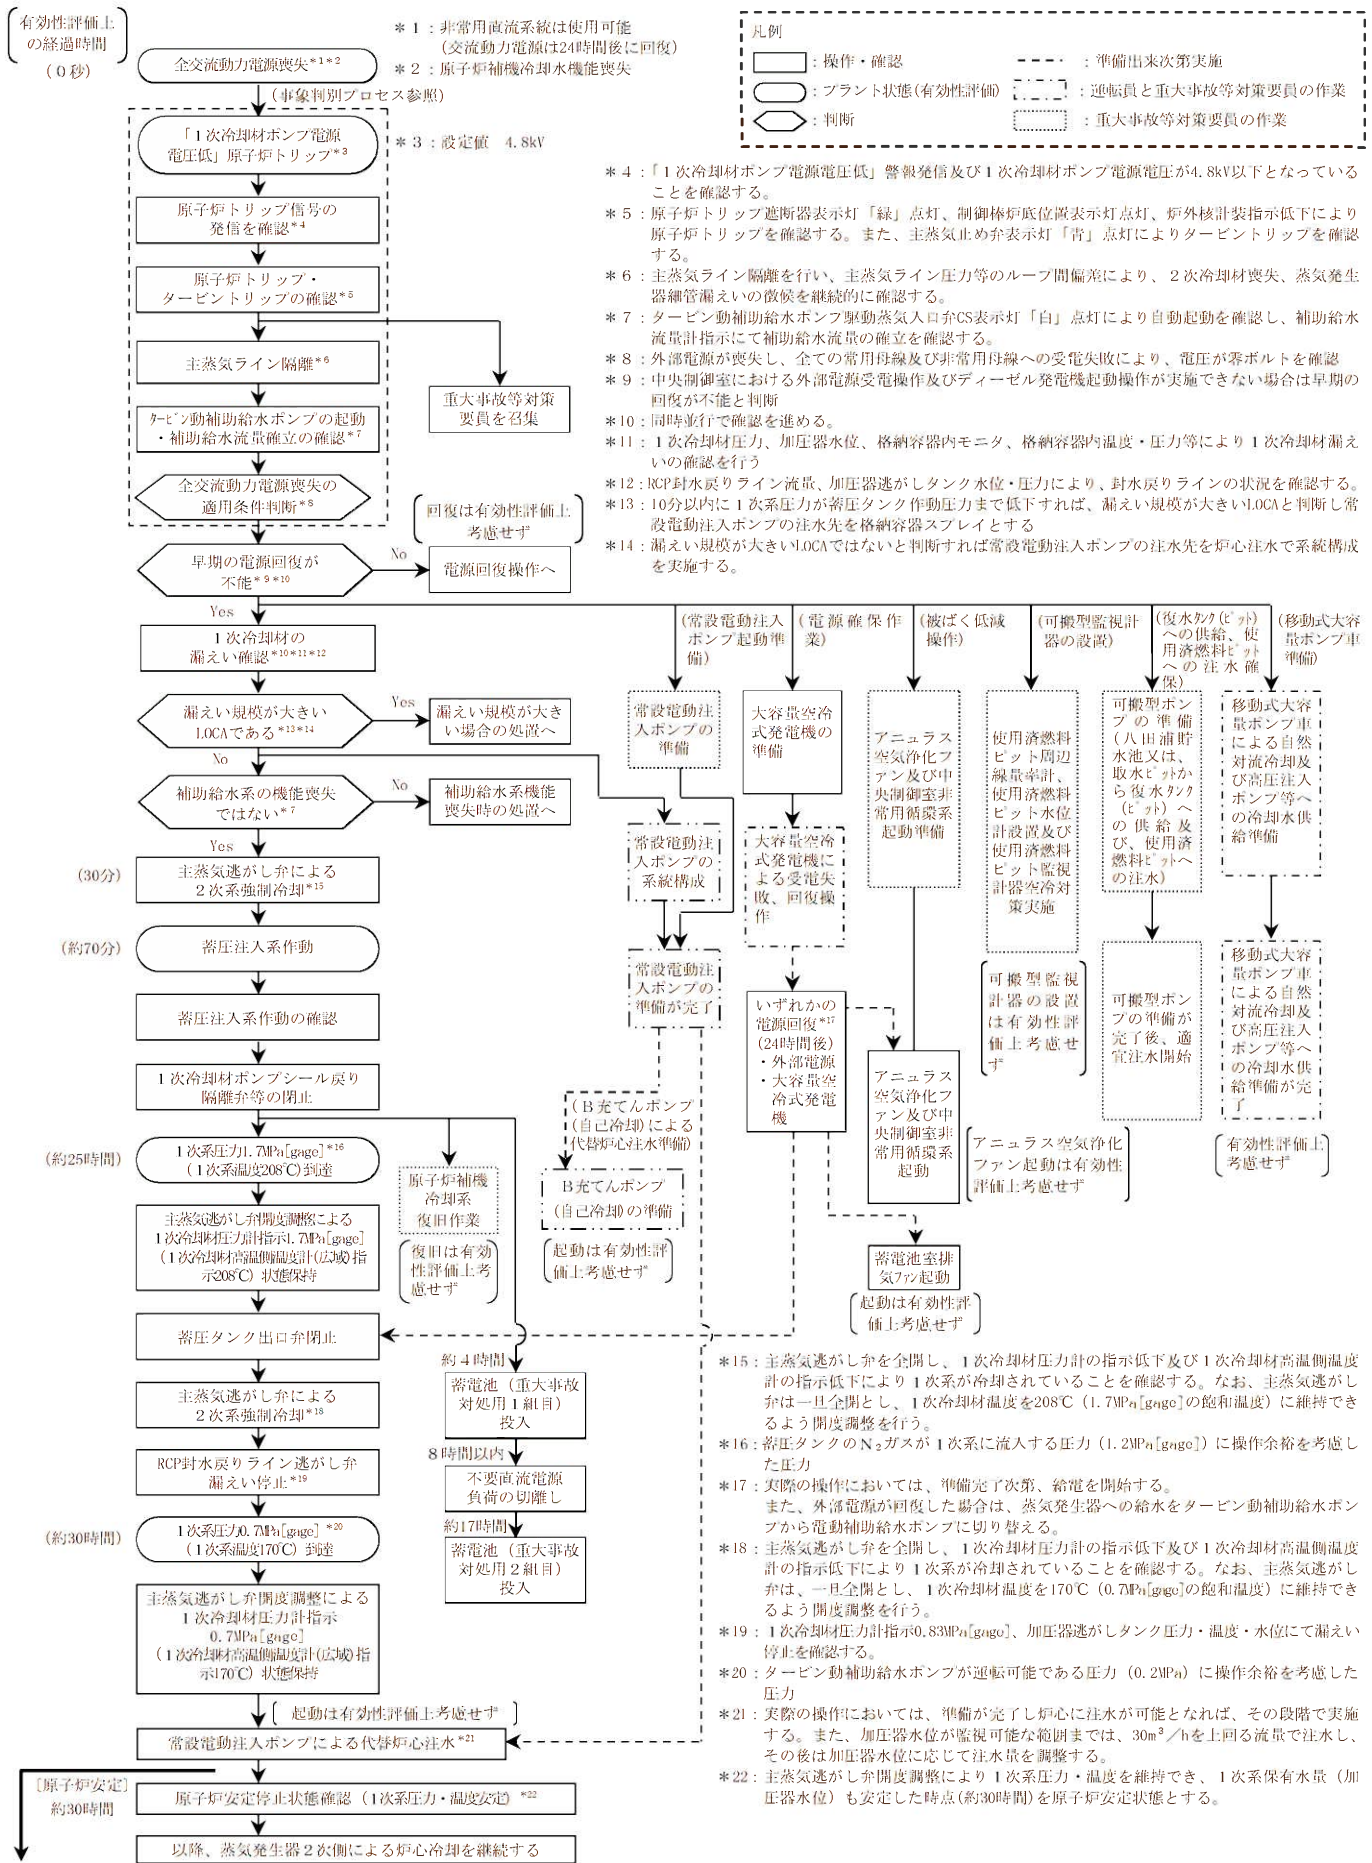 有効性評価上
の経過時間
(0秒)
全交流動力電源喪失*1*2
*1:非常用直流系統は使用可能
(交流動力電源は24時間後に回復)
*2:原子炉補機冷却水機能喪失
(事象判別プロセス参照)
凡例
:操作・確認
:準備出来次第実施
:プラント状態(有効性評価)
:運転員と重大事故等対策要員の作業
:判断
:重大事故等対策要員の作業
「1次冷却材ポンプ電源
電圧低」原子炉トリップ*3
*3:設定値 4.8kV
原子炉トリップ信号の
発信を確認*4
原子炉トリップ・
タービントリップの確認*5
主蒸気ライン隔離*6
重大事故等対策
要員を召集
タービン動補助給水ポンプの起動
・補助給水流量確立の確認*7
全交流動力電源喪失の
適用条件判断*8
回復は有効性評価上
考慮せず
早期の電源回復が
不能*9*10
No
電源回復操作へ
Yes
*4:「1次冷却材ポンプ電源電圧低」警報発信及び1次冷却材ポンプ電源電圧が4.8kV以下となっている
ことを確認する。
*5:原子炉トリップ遮断器表示灯「緑」点灯、制御棒炉底位置表示灯点灯、炉外核計装指示低下により
原子炉トリップを確認する。また、主蒸気止め弁表示灯「青」点灯によりタービントリップを確認
する。
*6:主蒸気ライン隔離を行い、主蒸気ライン圧力等のループ間偏差により、2次冷却材喪失、蒸気発生
器細管漏えいの徴候を継続的に確認する。
*7:タービン動補助給水ポンプ駆動蒸気入口弁CS表示灯「白」点灯により自動起動を確認し、補助給水
流量計指示にて補助給水流量の確立を確認する。
*8:外部電源が喪失し、全ての常用母線及び非常用母線への受電失敗により、電圧が零ボルトを確認
*9:中央制御室における外部電源受電操作及びディーゼル発電機起動操作が実施できない場合は早期の
回復が不能と判断
*10:同時並行で確認を進める。
*11:1次冷却材圧力、加圧器水位、格納容器内モニタ、格納容器内温度・圧力等により1次冷却材漏え
いの確認を行う
*12:RCP封水戻りライン流量、加圧器逃がしタンク水位・圧力により、封水戻りラインの状況を確認する。
*13:10分以内に1次系圧力が蓄圧タンク作動圧力まで低下すれば、漏えい規模が大きいLOCAと判断し常
設電動注入ポンプの注水先を格納容器スプレイとする
*14:漏えい規模が大きいLOCAではないと判断すれば常設電動注入ポンプの注水先を炉心注水で系統構成
を実施する。
1次冷却材の
漏えい確認*10*11*12
漏えい規模が大きい
LOCAである*13*14
Yes
漏えい規模が大き
い場合の処置へ
No
補助給水系の機能喪失
ではない*7
No
補助給水系機能
喪失時の処置へ
Yes
(30分)
主蒸気逃がし弁による
2次系強制冷却*15
(約70分)
蓄圧注入系作動
蓄圧注入系作動の確認
1次冷却材ポンプシール戻り
隔離弁等の閉止
(約25時間)
1次系圧力1.7MPa[gage]*16
(1次系温度208℃)到達
主蒸気逃がし弁開度調整による
1次冷却材圧力計指示1.7MPa[gage]
(1次冷却材高温側温度計(広域)指
示208℃)状態保持
蓄圧タンク出口弁閉止
主蒸気逃がし弁による
2次系強制冷却*18
RCP封水戻りライン逃がし弁
漏えい停止*19
(約30時間)
1次系圧力0.7MPa[gage]*20
(1次系温度170℃)到達
主蒸気逃がし弁開度調整による
1次冷却材圧力計指示
0.7MPa[gage]
(1次冷却材高温側温度計(広域)指
示170℃)状態保持
起動は有効性評価上考慮せず
常設電動注入ポンプによる代替炉心注水*21
[原子炉安定]
約30時間
原子炉安定停止状態確認(1次系圧力・温度安定)*22
以降、蒸気発生器2次側による炉心冷却を継続する
(常設電動注入
ポンプ起動準
備)
常設電動注
入ポンプの
準備
常設電動注
入ポンプの
系統構成
常設電動注
入ポンプの
準備が完了
(B充てんポンプ
(自己冷却)による
代替炉心注水準備)
B充てんポンプ
(自己冷却)の準備
起動は有効性評
価上考慮せず
原子炉補機
冷却系
復旧作業
復旧は有効
性評価上考
慮せず
約4時間
蓄電池(重大事故
対処用1組目)
投入
8時間以内
不要直流電源
負荷の切離し
約17時間
蓄電池(重大事故
対処用2組目)
投入
(電源確保作
業)
大容量空冷
式発電機の
準備
大容量空冷
式発電機に
よる受電失
敗、回復操
作
いずれかの
電源回復*17
(24時間後)
・外部電源
・大容量空
冷式発電
機
(被ばく低減
操作)
アニュラス
空気浄化フ
ァン及び中
央制御室非
常用循環系
起動準備
アニュラス
空気浄化フ
ァン及び中
央制御室非
常用循環系
起動
アニュラス空気浄化
ファン起動は有効性
評価上考慮せず
蓄電池室排
気ファン起動
起動は有効性評
価上考慮せず
(可搬型監視計
器の設置)
使用済燃料
ピット周辺
線量率計、
使用済燃料
ピット水位
計設置及び
使用済燃料
ピット監視
計器空冷対
策実施
可搬型監視
計器の設置
は有効性評
価上考慮せ
ず
(復水タンク(ピット)
への供給、使
用済燃料ピット
への注水確
保)
可搬型ポン
プの準備
(八田浦貯
水池又は、
取水ピットか
ら復水タンク
(ピット)へ
の供給及
び、使用済
燃料ピットへ
の注水)
可搬型ポン
プの準備が
完了後、適
宜注水開始
(移動式大容
量ポンプ車
準備)
移動式大容
量ポンプ車
による自然
対流冷却及
び高圧注入
ポンプ等へ
の冷却水供
給準備
移動式大容
量ポンプ車
による自然
対流冷却及
び高圧注入
ポンプ等へ
の冷却水供
給準備が完
了
有効性評価上
考慮せず
*15:主蒸気逃がし弁を全開し、1次冷却材圧力計の指示低下及び1次冷却材高温側温度
計の指示低下により1次系が冷却されていることを確認する。なお、主蒸気逃がし
弁は一旦全開とし、1次冷却材温度を208℃(1.7MPa[gage]の飽和温度)に維持でき
るよう開度調整を行う。
*16:蓄圧タンクのN₂ガスが1次系に流入する圧力(1.2MPa[gage])に操作余裕を考慮し
た圧力
*17:実際の操作においては、準備完了次第、給電を開始する。
また、外部電源が回復した場合は、蒸気発生器への給水をタービン動補助給水ポン
プから電動補助給水ポンプに切り替える。
*18:主蒸気逃がし弁を全開し、1次冷却材圧力計の指示低下及び1次冷却材高温側温度
計の指示低下により1次系が冷却されていることを確認する。なお、主蒸気逃がし
弁は、一旦全開とし、1次冷却材温度を170℃(0.7MPa[gage]の飽和温度)に維持でき
るよう開度調整を行う。
*19:1次冷却材圧力計指示0.83MPa[gage]、加圧器逃がしタンク圧力・温度・水位にて漏えい
停止を確認する。
*20:タービン動補助給水ポンプが運転可能である圧力(0.2MPa)に操作余裕を考慮した
圧力
*21:実際の操作においては、準備が完了し炉心に注水が可能となれば、その段階で実施
する。また、加圧器水位が監視可能な範囲までは、30m³/hを上回る流量で注水し、
その後は加圧器水位に応じて注水量を調整する。
*22:主蒸気逃がし弁開度調整により1次系圧力・温度を維持でき、1次系保有水量(加
圧器水位)も安定した時点(約30時間)を原子炉安定状態とする。